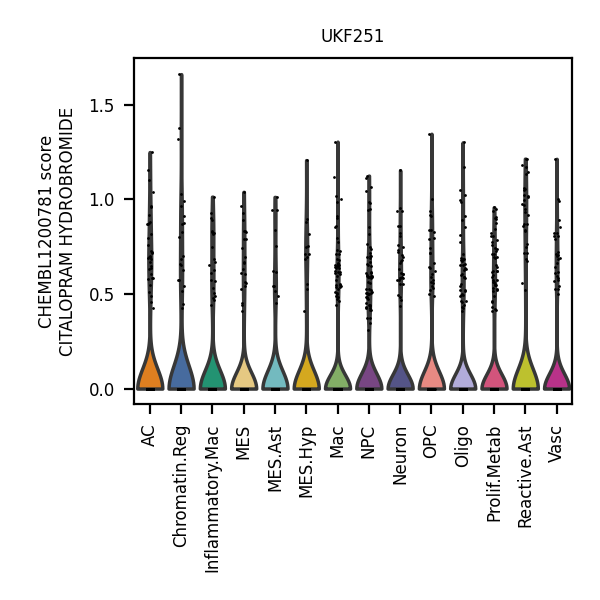 UKF251
CHEMBL1200781 score
CITALOPRAM HYDROBROMIDE
1.5
1.0
0.5
0.0
AC
Chromatin.Reg
Inflammatory.Mac
MES
MES.Ast
MES.Hyp
Mac
NPC
Neuron
OPC
Oligo
Prolif.Metab
Reactive.Ast
Vasc